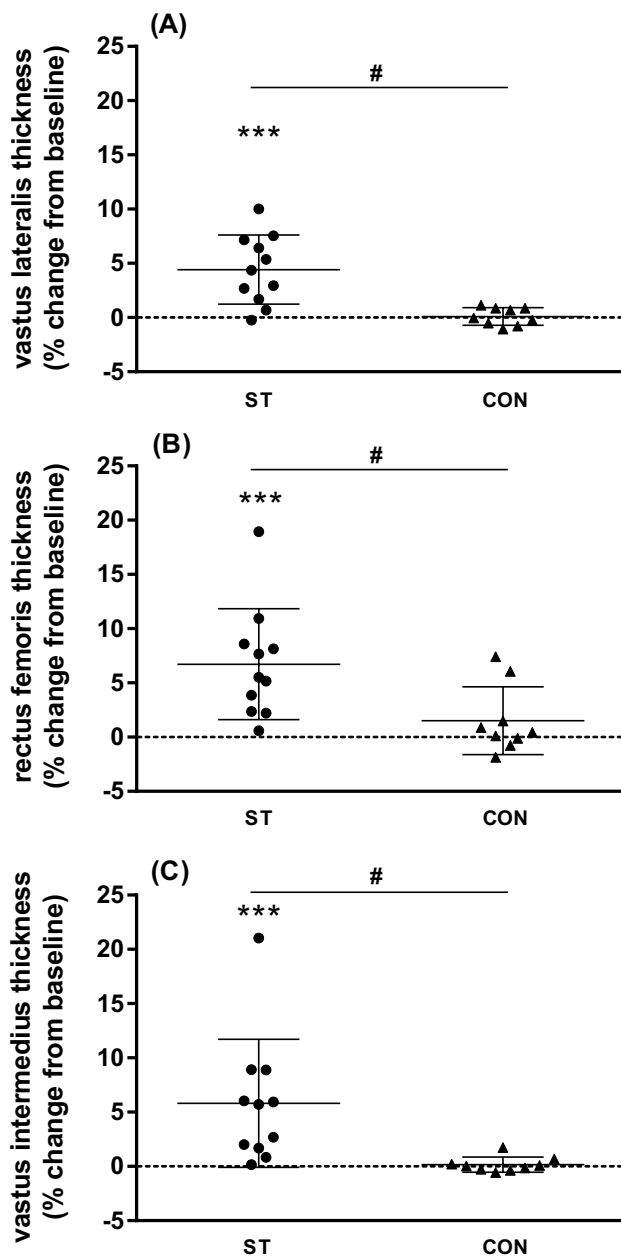 (A)
vastus lateralis thickness
(% change from baseline)
25
20
15
10
5
0
-5
#
***
ST CON
(B)
rectus femoris thickness
(% change from baseline)
25
20
15
10
5
0
-5
#
***
ST CON
(C)
vastus intermedius thickness
(% change from baseline)
25
20
15
10
5
0
-5
#
***
ST CON